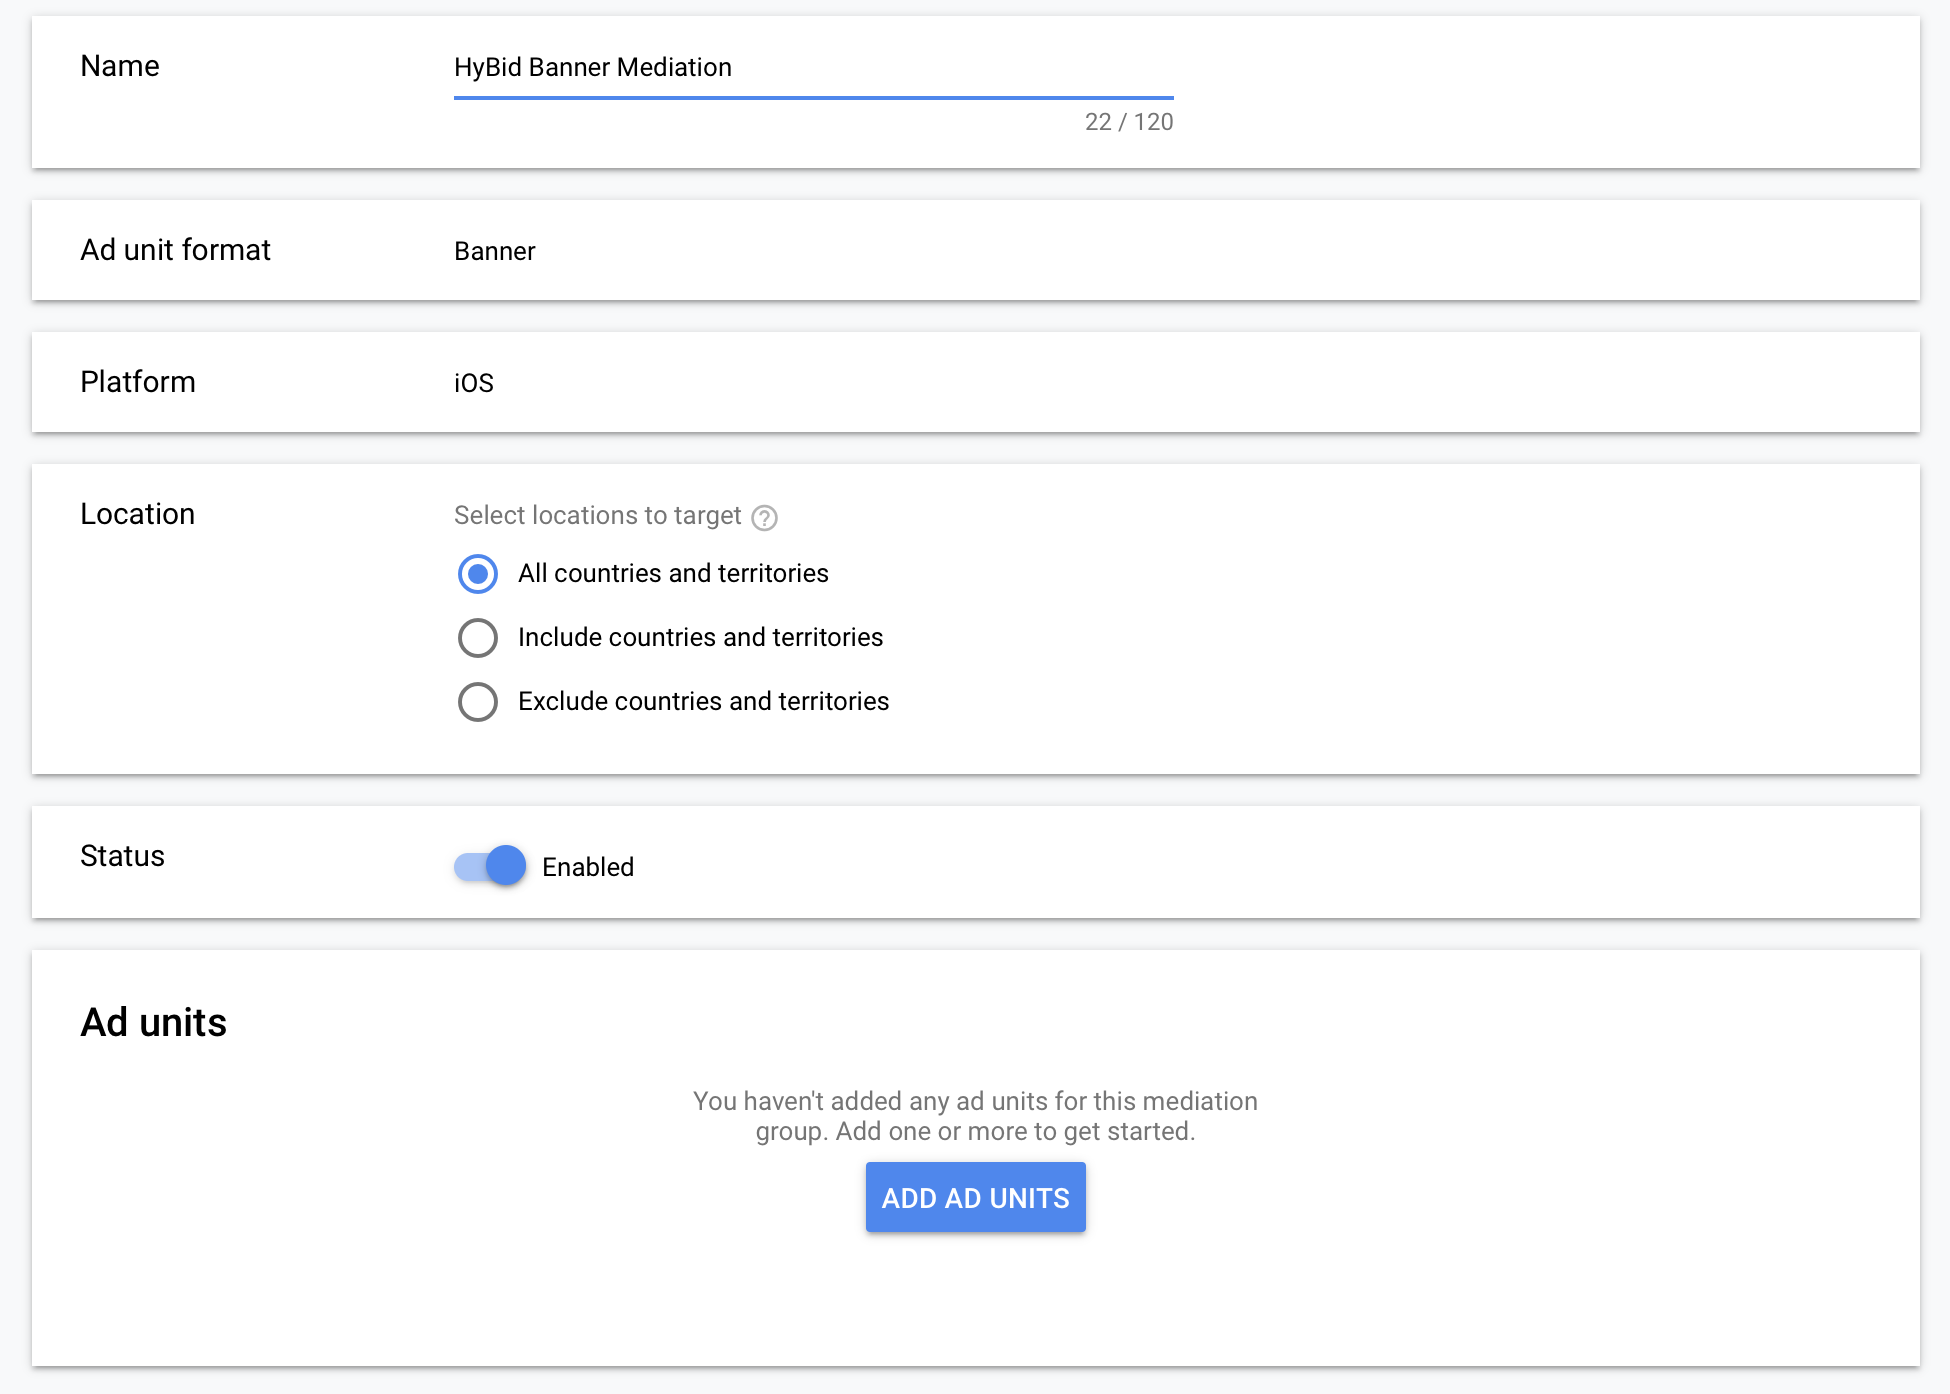 Name
HyBid Banner Mediation
22 / 120
Ad unit format
Banner
Platform
iOS
Location
Select locations to target ?
All countries and territories
Include countries and territories
Exclude countries and territories
Status
Enabled
Ad units
You haven't added any ad units for this mediation
group. Add one or more to get started.
ADD AD UNITS